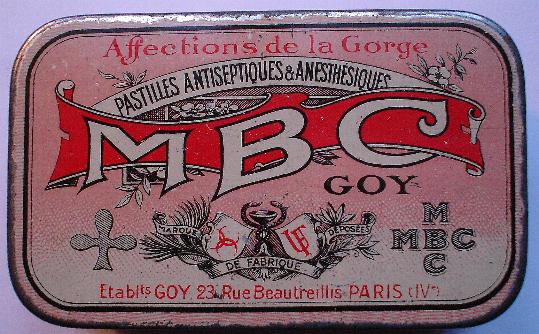 Affections de la Gorge
PASTILLES ANTISEPTIQUES & ANESTHÉSIQUES
MBC
GOY
MARQUES DÉPOSÉES
DE FABRIQUE
M
MBC
C
Etablts GOY 23, Rue Beautreillis PARIS (IVe)